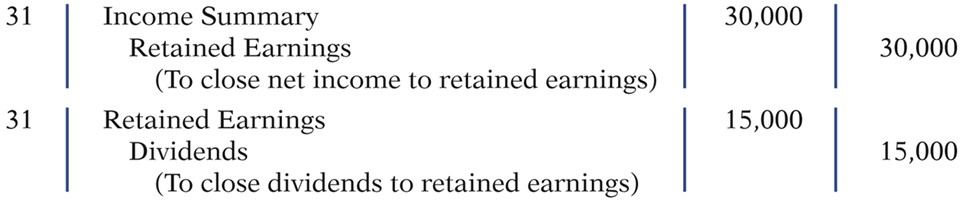 31 Income Summary 30,000
Retained Earnings 30,000
(To close net income to retained earnings)
31 Retained Earnings 15,000
Dividends 15,000
(To close dividends to retained earnings)